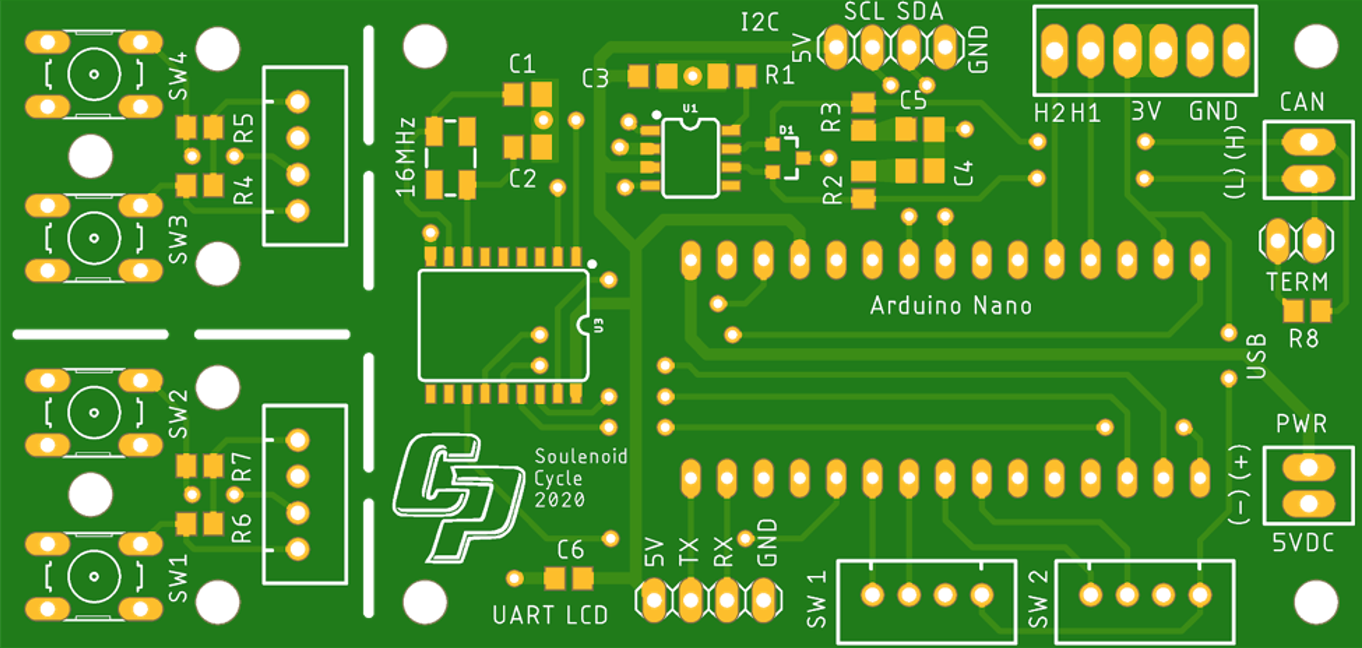 I2C
SCL SDA
5V
GND
H2 H1
3V
GND
CAN
(L) (H)
TERM
R8
C1
C2
C3
R1
U1
D1
R3
R2
C5
C4
16MHz
SW4
R5
R4
SW3
U3
Arduino Nano
USB
SW2
R7
R6
SW1
CP
Soulenoid
Cycle
2020
C6
UART LCD
5V
TX
RX
GND
SW 1
SW 2
PWR
(-) (+)
5VDC